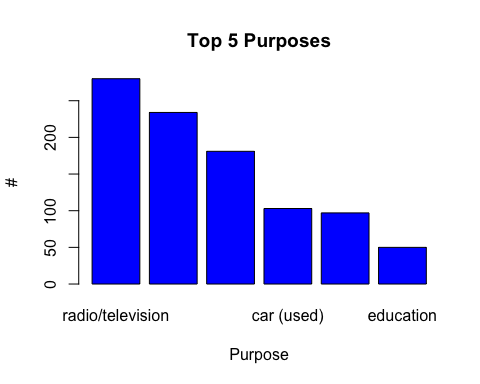 Top 5 Purposes
#
200
100
50
0
radio/television car (used) education
Purpose